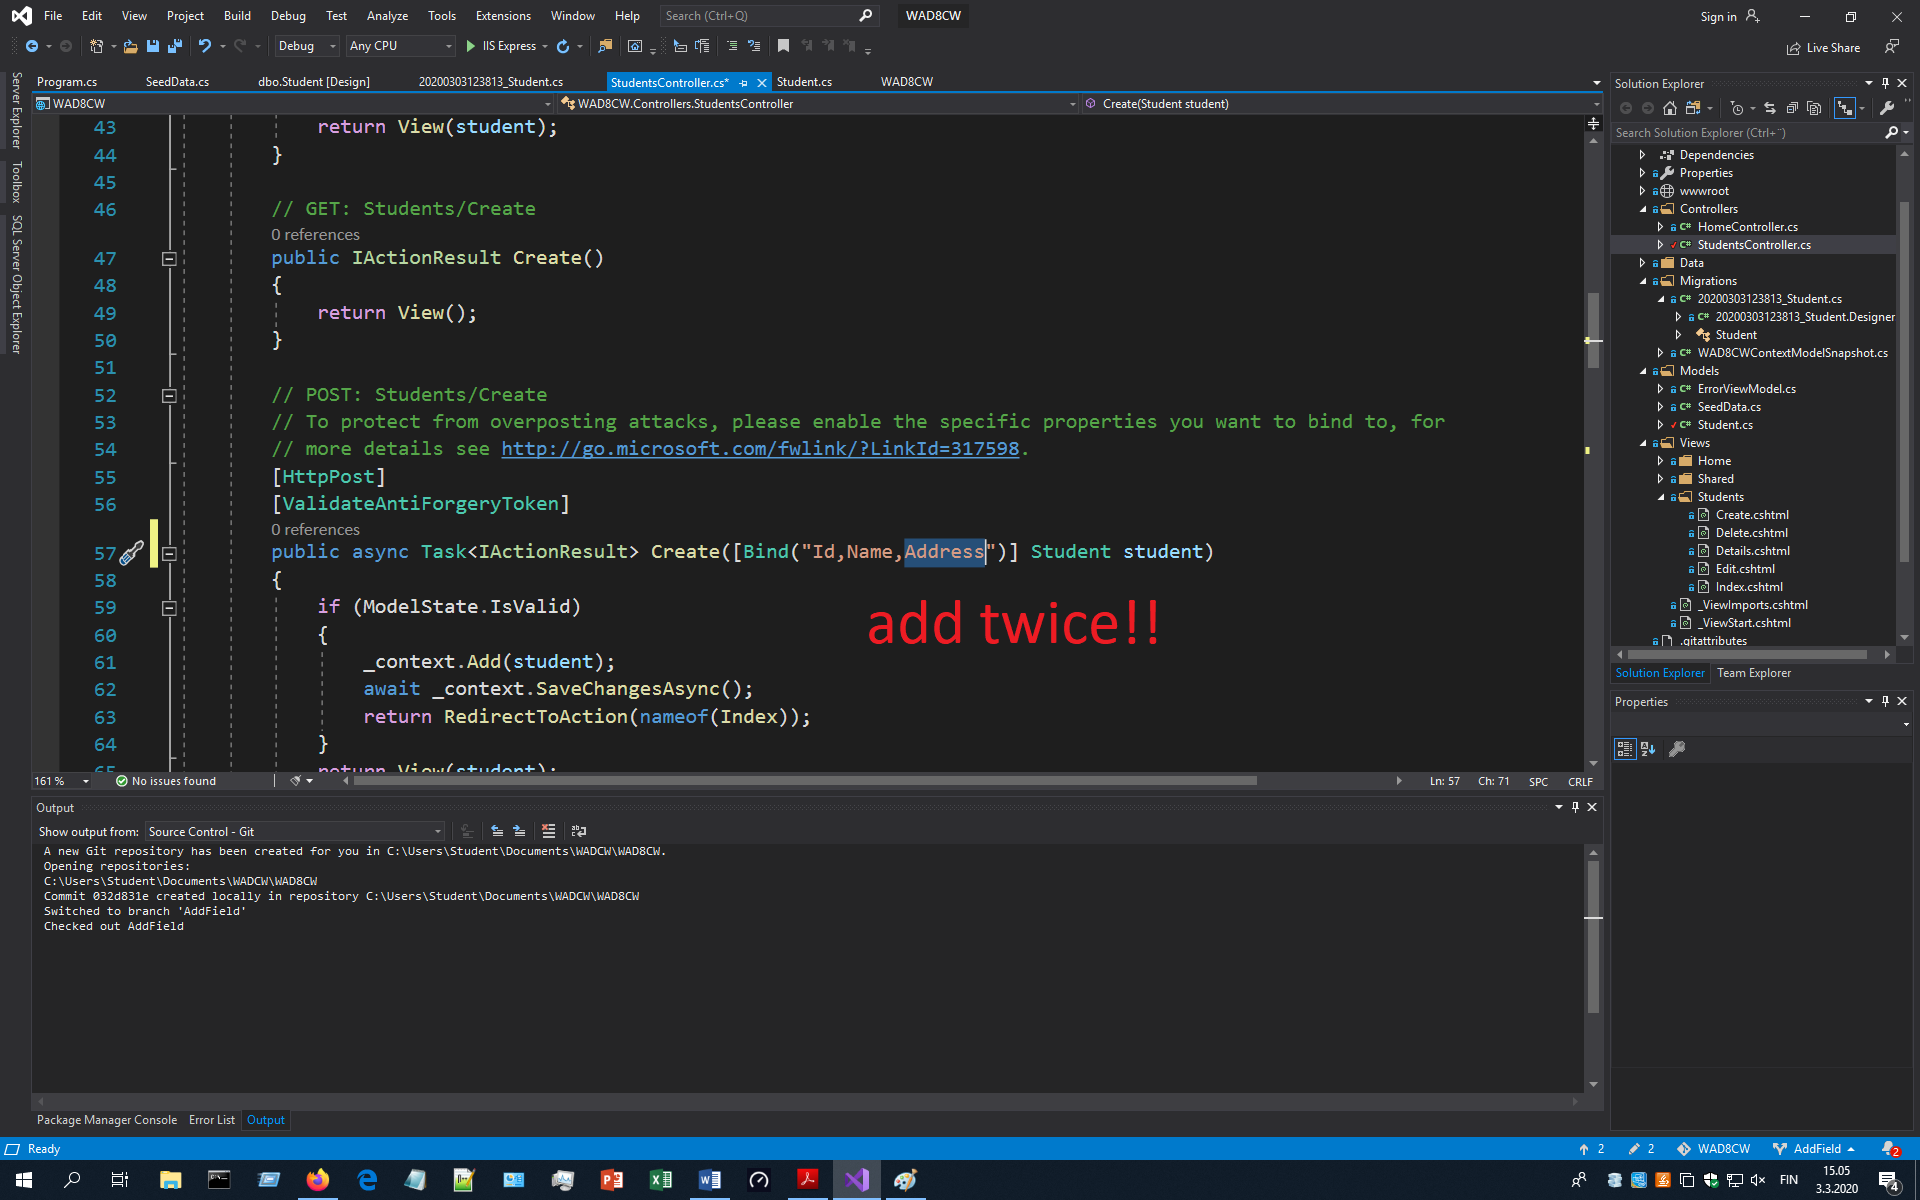 File Edit View Project Build Debug Test Analyze Tools Extensions Window Help Search (Ctrl+Q) WAD8CW Sign in
Debug Any CPU IIS Express Live Share
Program.cs SeedData.cs dbo.Student [Design] 20200303123813_Student.cs StudentsController.cs* Student.cs WAD8CW
WAD8CW WAD8CW.Controllers.StudentsController Create(Student student)
Server Explorer
Toolbox
SQL Server Object Explorer
43 return View(student);
44 }
45
46 // GET: Students/Create
0 references
47 public IActionResult Create()
48 {
49 return View();
50 }
51
52 // POST: Students/Create
53 // To protect from overposting attacks, please enable the specific properties you want to bind to, for
54 // more details see http://go.microsoft.com/fwlink/?LinkId=317598.
55 [HttpPost]
56 [ValidateAntiForgeryToken]
0 references
57 public async Task<IActionResult> Create([Bind("Id,Name,Address")] Student student)
58 {
59 if (ModelState.IsValid)
add twice!!
60 {
61 _context.Add(student);
62 await _context.SaveChangesAsync();
63 return RedirectToAction(nameof(Index));
64 }
65 return View(student);
161 % No issues found Ln: 57 Ch: 71 SPC CRLF
Output
Show output from: Source Control - Git
A new Git repository has been created for you in C:\Users\Student\Documents\WADCW\WAD8CW.
Opening repositories:
C:\Users\Student\Documents\WADCW\WAD8CW
Commit 032d831e created locally in repository C:\Users\Student\Documents\WADCW\WAD8CW
Switched to branch 'AddField'
Checked out AddField
Package Manager Console Error List Output
Solution Explorer
Search Solution Explorer (Ctrl+¨)
Dependencies
Properties
wwwroot
Controllers
C# HomeController.cs
C# StudentsController.cs
Data
Migrations
C# 20200303123813_Student.cs
C# 20200303123813_Student.Designer
Student
C# WAD8CWContextModelSnapshot.cs
Models
C# ErrorViewModel.cs
C# SeedData.cs
C# Student.cs
Views
Home
Shared
Students
Create.cshtml
Delete.cshtml
Details.cshtml
Edit.cshtml
Index.cshtml
_ViewImports.cshtml
_ViewStart.cshtml
.gitattributes
Solution Explorer Team Explorer
Properties
Ready 2 2 WAD8CW AddField 2
FIN 15.05
3.3.2020 4